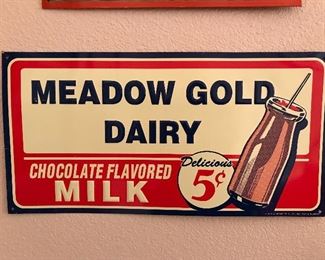 MEADOW GOLD
DAIRY
CHOCOLATE FLAVORED
MILK
Delicious
5¢